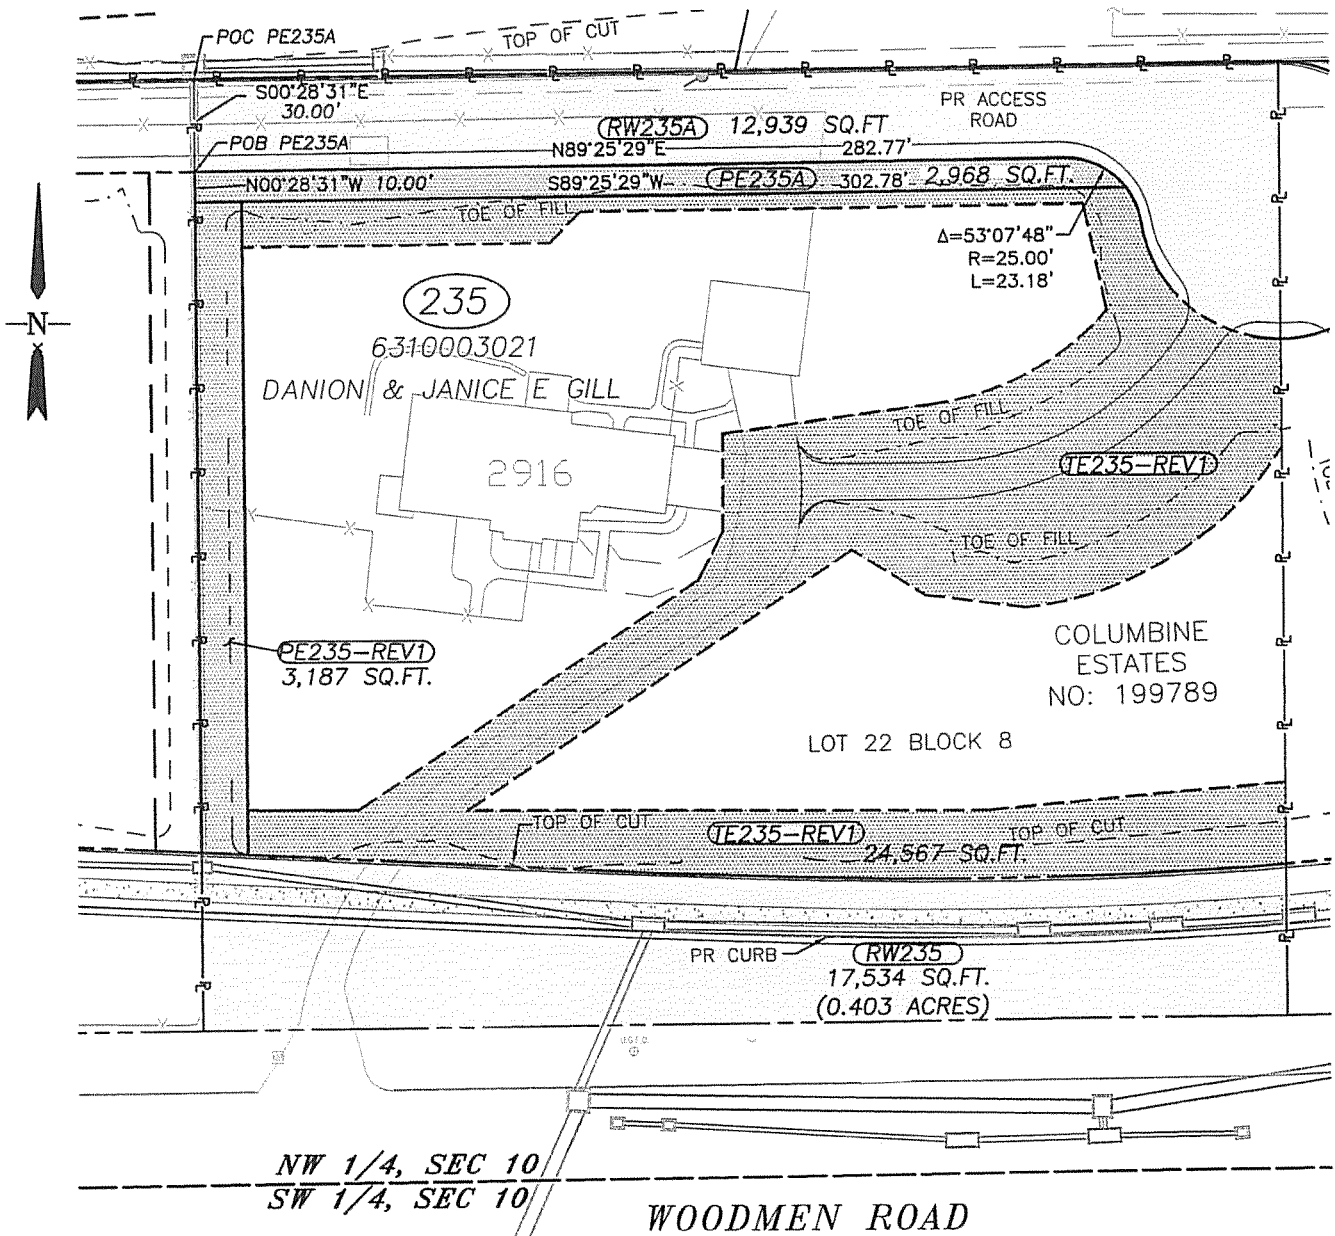 POC PE235A
TOP OF CUT
S00°28'31"E
30.00'
PR ACCESS
ROAD
RW235A 12,939 SQ.FT
POB PE235A
N89°25'29"E 282.77'
N00°28'31"W 10.00' S89°25'29"W PE235A 302.78' 2,968 SQ.FT.
TOE OF FILL
Δ=53°07'48"
R=25.00'
L=23.18'
235
N
6310003021
DANION & JANICE E GILL
TOE OF FILL
2916
TE235-REV1
TOE OF FILL
PE235-REV1
3,187 SQ.FT.
COLUMBINE
ESTATES
NO: 199789
LOT 22 BLOCK 8
TOP OF CUT TE235-REV1 TOP OF CUT
24,567 SQ.FT.
PR CURB RW235
17,534 SQ.FT.
(0.403 ACRES)
NW 1/4, SEC 10
SW 1/4, SEC 10
WOODMEN ROAD